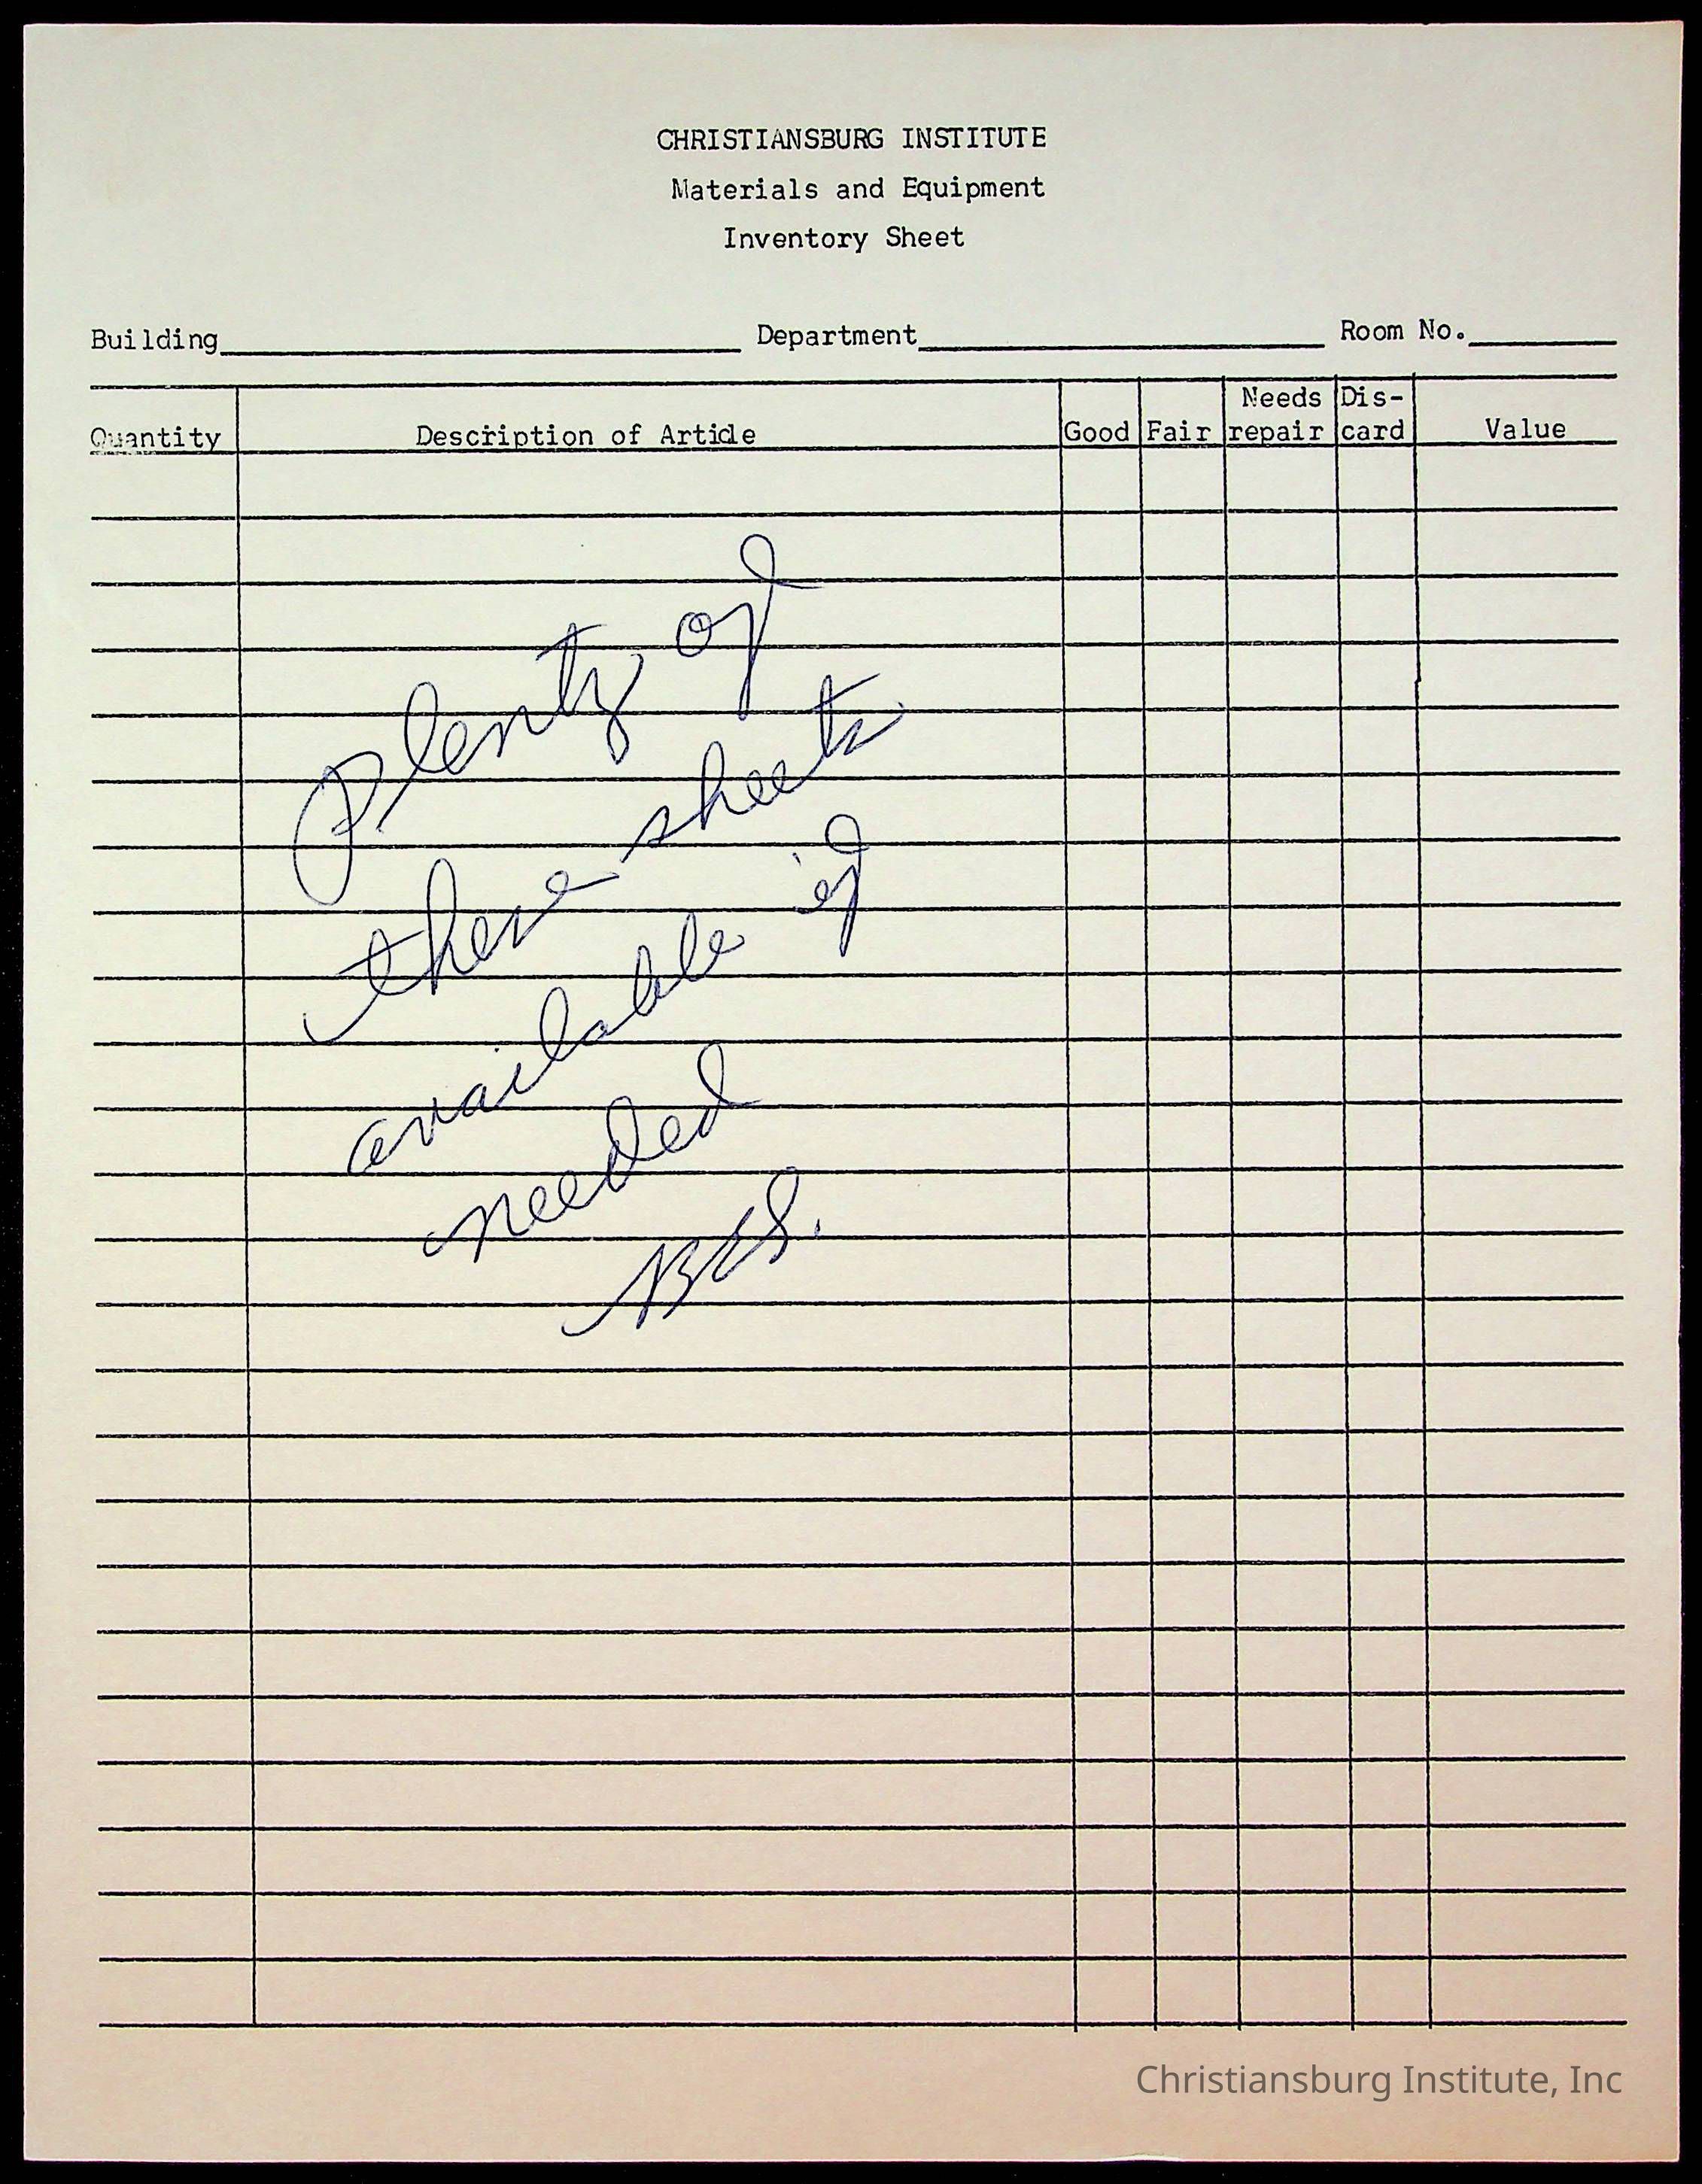 CHRISTIANSBURG INSTITUTE
Materials and Equipment
Inventory Sheet
Building Department Room No.
Quantity Description of Article Good Fair Needs repair Dis-card Value
Plenty of
these sheets
available if
needed
Christiansburg Institute, Inc